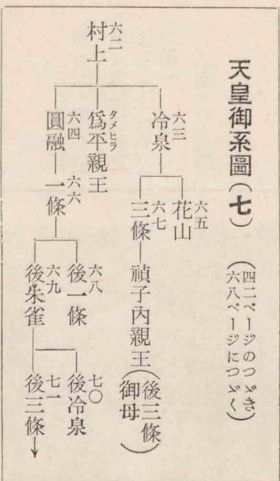 天皇御系圖(七)
(四二ページのつゞき
六八ページにつゞく)
六二
村上
六三
冷泉
タメヒラ
爲平親王
六四
圓融
六五
花山
六七
三條
禎子内親王(後三條御母)
六六
一條
六八
後一條
六九
後朱雀
七〇
後冷泉
七一
後三條